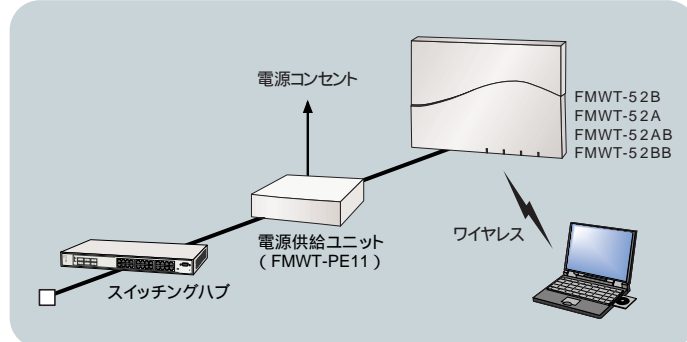 電源コンセント
FMWT-52B
FMWT-52A
FMWT-52AB
FMWT-52BB
電源供給ユニット
(FMWT-PE11)
ワイヤレス
スイッチングハブ